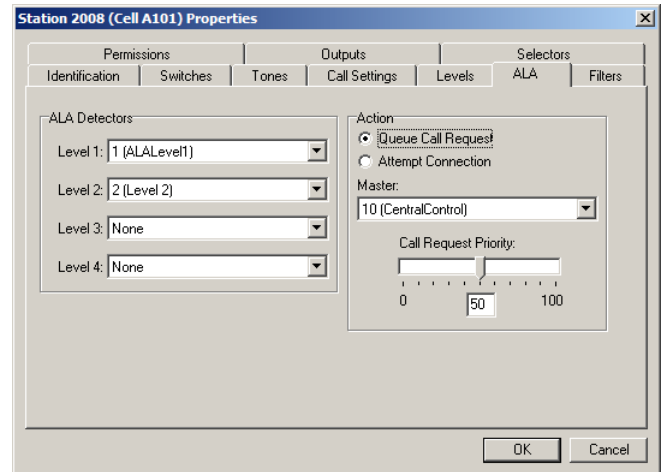 Station 2008 (Cell A101) Properties
Permissions Outputs Selectors
Identification Switches Tones Call Settings Levels ALA Filters
ALA Detectors
Level 1: 1 (ALALevel1)
Level 2: 2 (Level 2)
Level 3: None
Level 4: None
Action
Queue Call Request
Attempt Connection
Master:
10 (CentralControl)
Call Request Priority:
0 50 100
OK Cancel